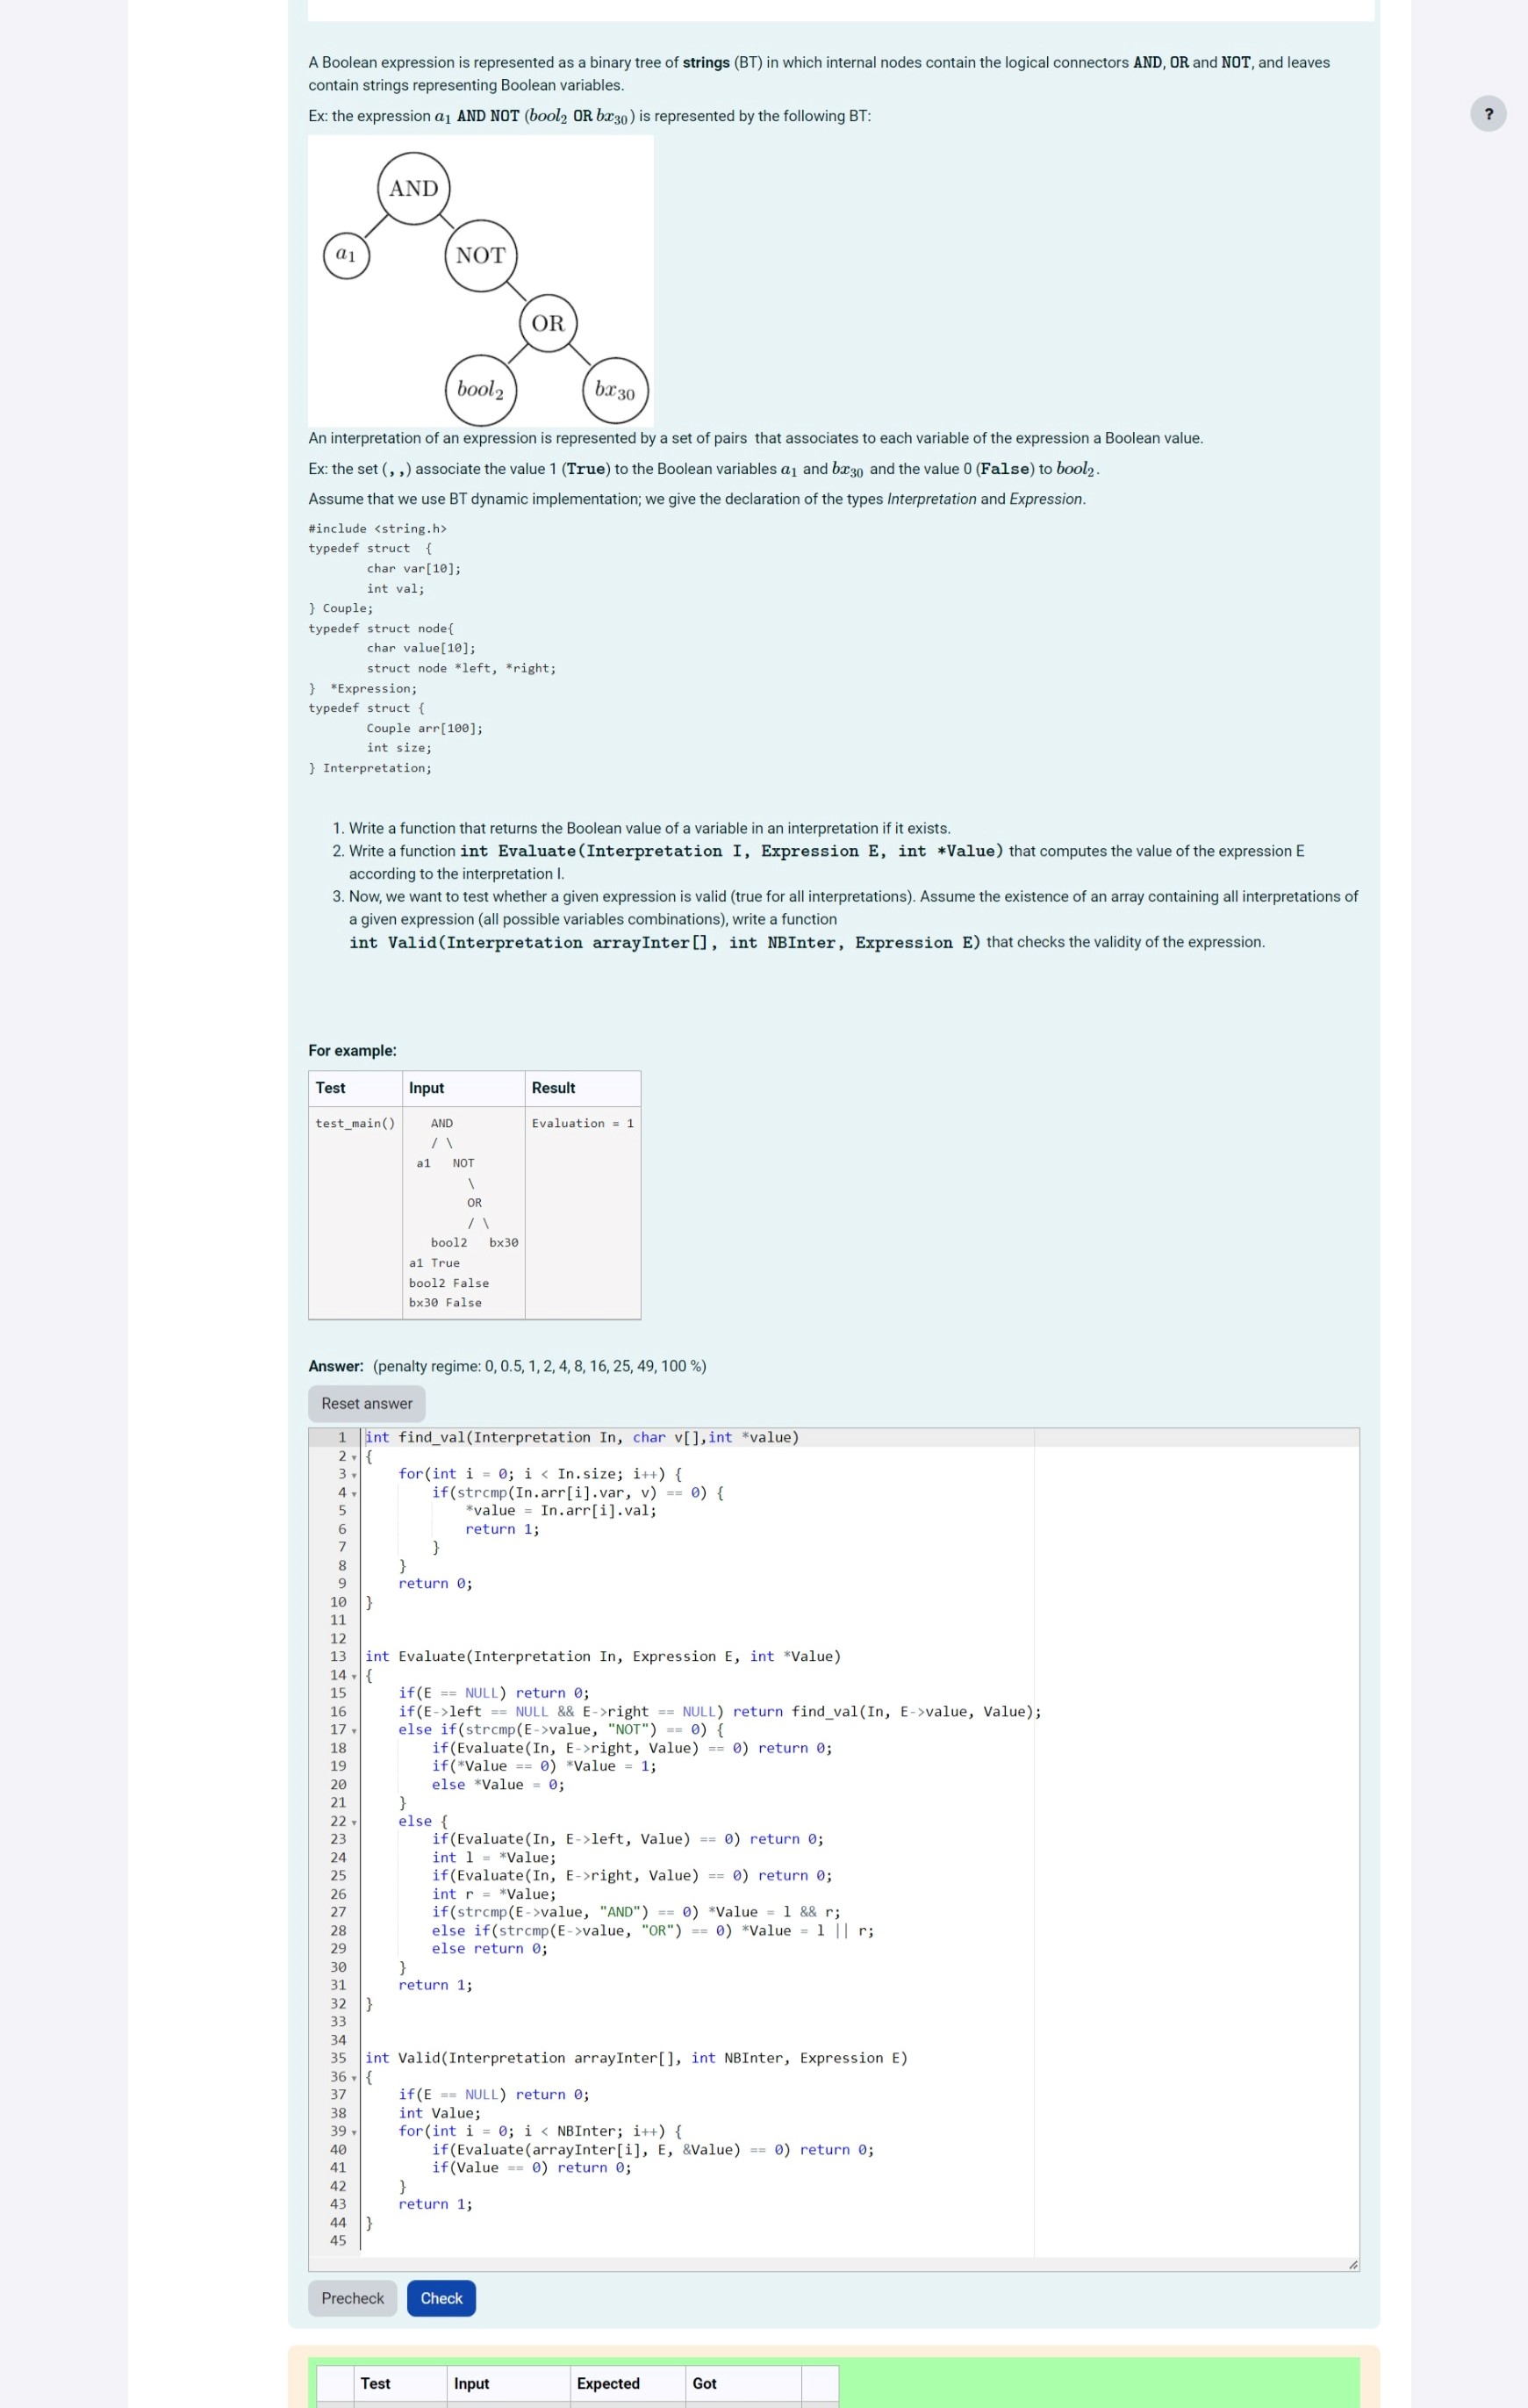 A Boolean expression is represented as a binary tree of strings (BT) in which internal nodes contain the logical connectors AND, OR and NOT, and leaves
contain strings representing Boolean variables.
Ex: the expression a₁ AND NOT (bool₂ OR bx₃₀) is represented by the following BT:
?
AND
a₁
NOT
OR
bool₂
bx₃₀
An interpretation of an expression is represented by a set of pairs that associates to each variable of the expression a Boolean value.
Ex: the set (, ,) associate the value 1 (True) to the Boolean variables a₁ and bx₃₀ and the value 0 (False) to bool₂.
Assume that we use BT dynamic implementation; we give the declaration of the types Interpretation and Expression.
#include <string.h>
typedef struct  {
        char var[10];
        int val;
} Couple;
typedef struct node{
        char value[10];
        struct node *left, *right;
}  *Expression;
typedef struct {
        Couple arr[100];
        int size;
} Interpretation;
1. Write a function that returns the Boolean value of a variable in an interpretation if it exists.
2. Write a function int Evaluate(Interpretation I, Expression E, int *Value) that computes the value of the expression E
according to the interpretation I.
3. Now, we want to test whether a given expression is valid (true for all interpretations). Assume the existence of an array containing all interpretations of
a given expression (all possible variables combinations), write a function
int Valid(Interpretation arrayInter[], int NBInter, Expression E) that checks the validity of the expression.
For example:
Test Input Result
test_main()    AND    Evaluation = 1
   / \
 a1   NOT
        \
        OR
        / \
   bool2   bx30
a1 True
bool2 False
bx30 False
Answer: (penalty regime: 0, 0.5, 1, 2, 4, 8, 16, 25, 49, 100 %)
Reset answer
1 int find_val(Interpretation In, char v[],int *value)
2 {
3     for(int i = 0; i < In.size; i++) {
4         if(strcmp(In.arr[i].var, v) == 0) {
5             *value = In.arr[i].val;
6             return 1;
7         }
8     }
9     return 0;
10 }
11
12
13 int Evaluate(Interpretation In, Expression E, int *Value)
14 {
15     if(E == NULL) return 0;
16     if(E->left == NULL && E->right == NULL) return find_val(In, E->value, Value);
17     else if(strcmp(E->value, "NOT") == 0) {
18         if(Evaluate(In, E->right, Value) == 0) return 0;
19         if(*Value == 0) *Value = 1;
20         else *Value = 0;
21     }
22     else {
23         if(Evaluate(In, E->left, Value) == 0) return 0;
24         int l = *Value;
25         if(Evaluate(In, E->right, Value) == 0) return 0;
26         int r = *Value;
27         if(strcmp(E->value, "AND") == 0) *Value = l && r;
28         else if(strcmp(E->value, "OR") == 0) *Value = l || r;
29         else return 0;
30     }
31     return 1;
32 }
33
34
35 int Valid(Interpretation arrayInter[], int NBInter, Expression E)
36 {
37     if(E == NULL) return 0;
38     int Value;
39     for(int i = 0; i < NBInter; i++) {
40         if(Evaluate(arrayInter[i], E, &Value) == 0) return 0;
41         if(Value == 0) return 0;
42     }
43     return 1;
44 }
45
Precheck Check
Test Input Expected Got